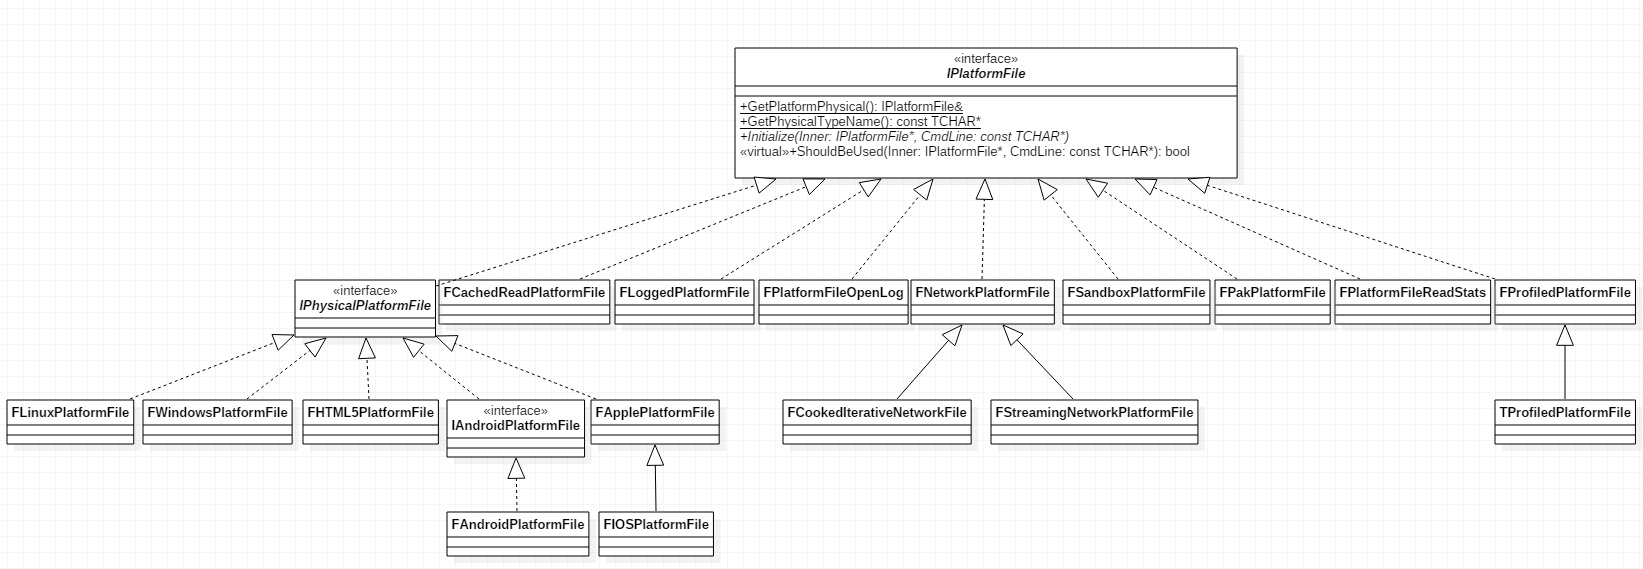 «interface»
IPlatformFile
+GetPlatformPhysical(): IPlatformFile&
+GetPhysicalTypeName(): const TCHAR*
+Initialize(Inner: IPlatformFile*, CmdLine: const TCHAR*)
«virtual»+ShouldBeUsed(Inner: IPlatformFile*, CmdLine: const TCHAR*): bool
«interface»
IPhysicalPlatformFile
FCachedReadPlatformFile
FLoggedPlatformFile
FPlatformFileOpenLog
FNetworkPlatformFile
FSandboxPlatformFile
FPakPlatformFile
FPlatformFileReadStats
FProfiledPlatformFile
FLinuxPlatformFile
FWindowsPlatformFile
FHTML5PlatformFile
«interface»
IAndroidPlatformFile
FApplePlatformFile
FCookedIterativeNetworkFile
FStreamingNetworkPlatformFile
TProfiledPlatformFile
FAndroidPlatformFile
FIOSPlatformFile